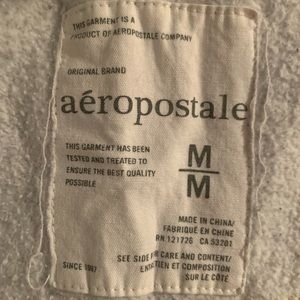 THIS GARMENT IS A
PRODUCT OF AÉROPOSTALE COMPANY
ORIGINAL BRAND
aéropostale
THIS GARMENT HAS BEEN
TESTED AND TREATED TO
ENSURE THE BEST QUALITY
POSSIBLE
M
M
MADE IN CHINA/
FABRIQUÉ EN CHINE
RN 121726 CA 53201
SEE SIDE FOR CARE AND CONTENT/
ENTRETIEN ET COMPOSITION
SUR LE CÔTÉ
SINCE 1987